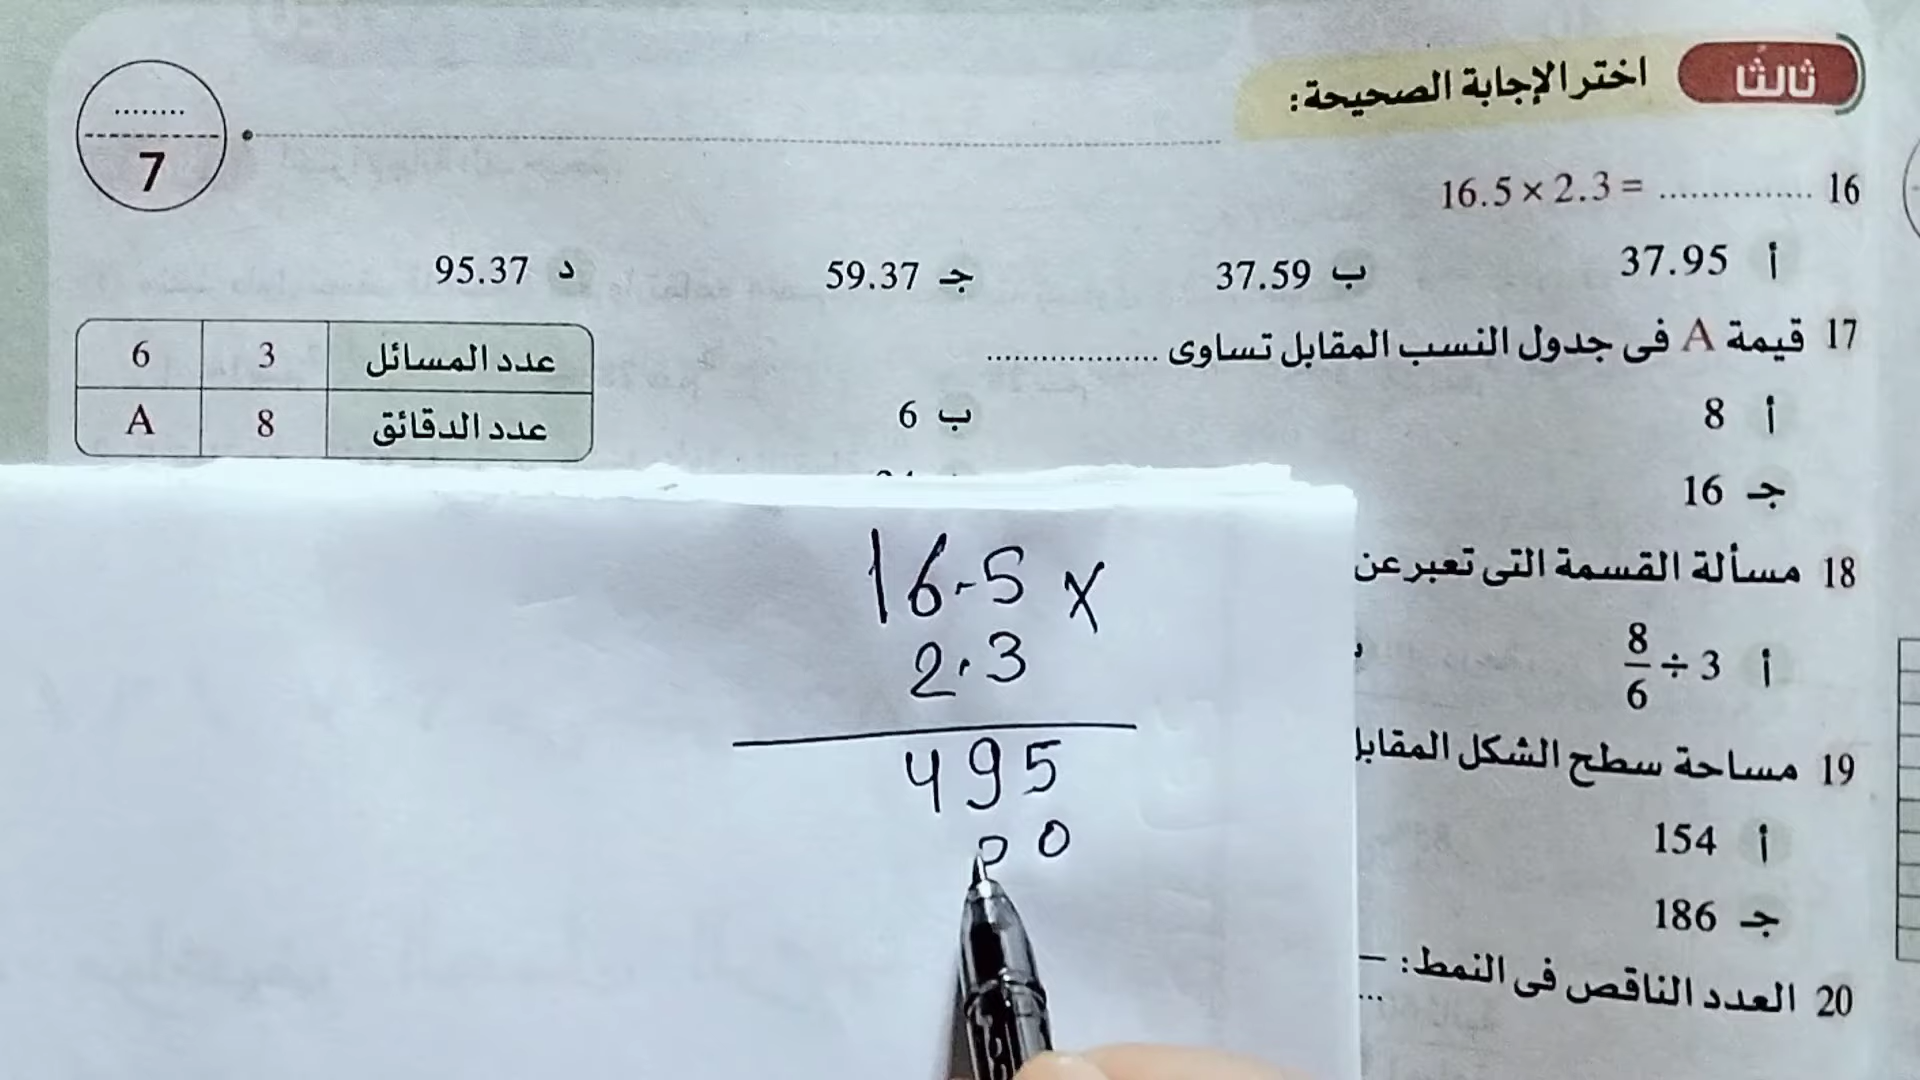 ثالثًا اختر الإجابة الصحيحة:
........
7
16 16.5 × 2.3 = ...............
أ 37.95 ب 37.59 جـ 59.37 د 95.37
17 قيمة A فى جدول النسب المقابل تساوى ..................
عدد المسائل 3 6
عدد الدقائق 8 A
أ 8 ب 6
جـ 16
18 مسألة القسمة التى تعبر عن
أ 8/6 ÷ 3
19 مساحة سطح الشكل المقابل
أ 154
جـ 186
20 العدد الناقص فى النمط: —
...
16.5 ×
2.3
495
00